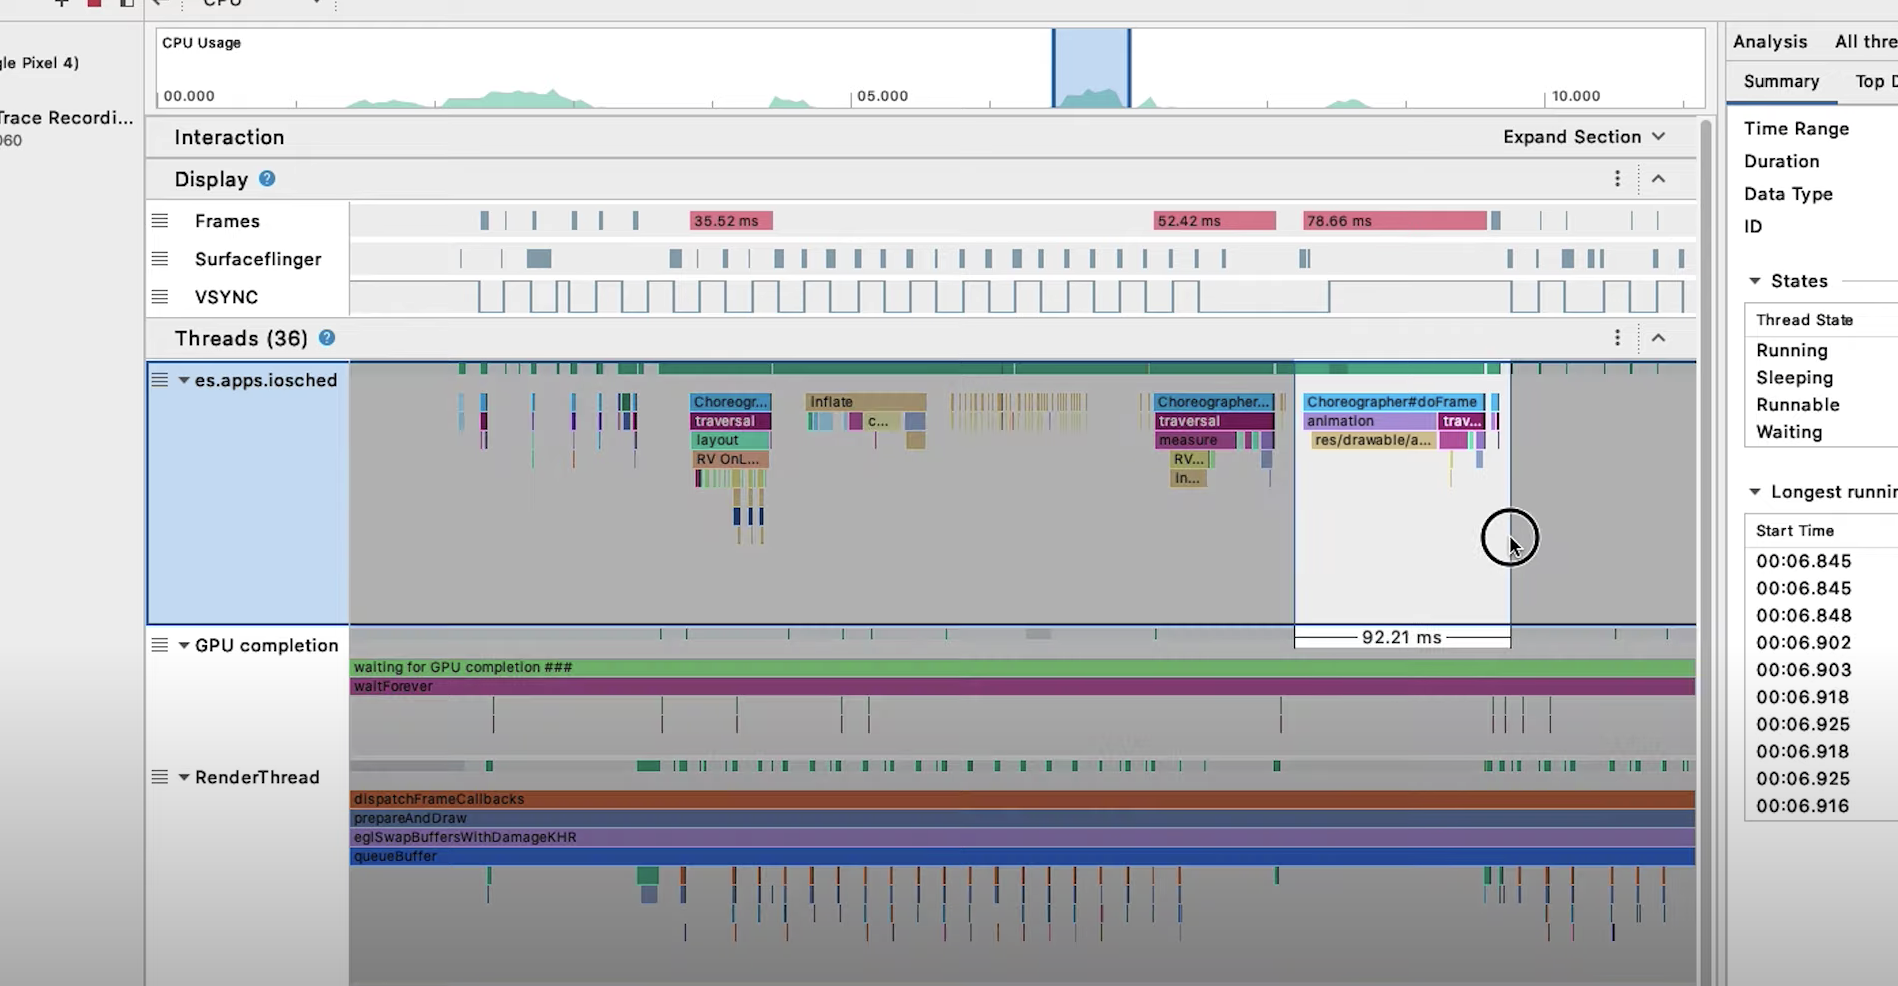 CPU
gle Pixel 4)
Trace Recordi...
060
CPU Usage
00.000
05.000
10.000
Interaction
Expand Section
Display
Frames
35.52 ms
52.42 ms
78.66 ms
Surfaceflinger
VSYNC
Threads (36)
es.apps.iosched
Choreogr...
Inflate
Choreographer...
Choreographer#doFrame
traversal
c...
traversal
animation
trav...
layout
measure
res/drawable/a...
RV OnL...
RV...
In...
92.21 ms
GPU completion
waiting for GPU completion ###
waitForever
RenderThread
dispatchFrameCallbacks
prepareAndDraw
eglSwapBuffersWithDamageKHR
queueBuffer
Analysis
All thre
Summary
Top D
Time Range
Duration
Data Type
ID
States
Thread State
Running
Sleeping
Runnable
Waiting
Longest runnin
Start Time
00:06.845
00:06.845
00:06.848
00:06.902
00:06.903
00:06.918
00:06.925
00:06.918
00:06.925
00:06.916